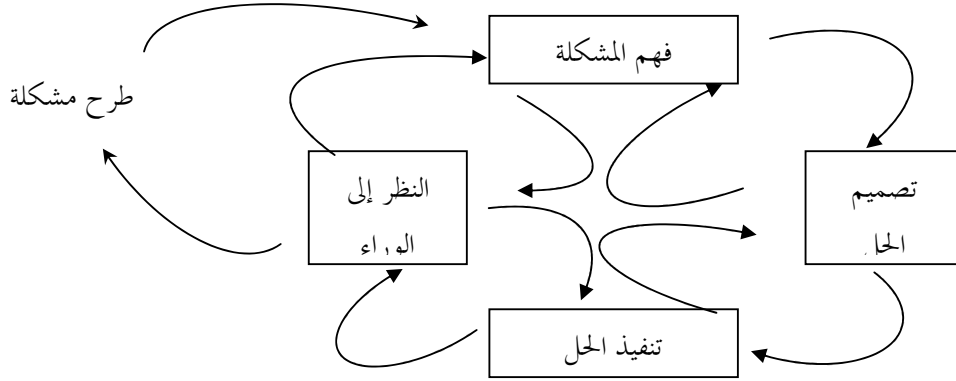 فهم المشكلة
طرح مشكلة
تصميم
الحل
النظر إلى
الوراء
تنفيذ الحل